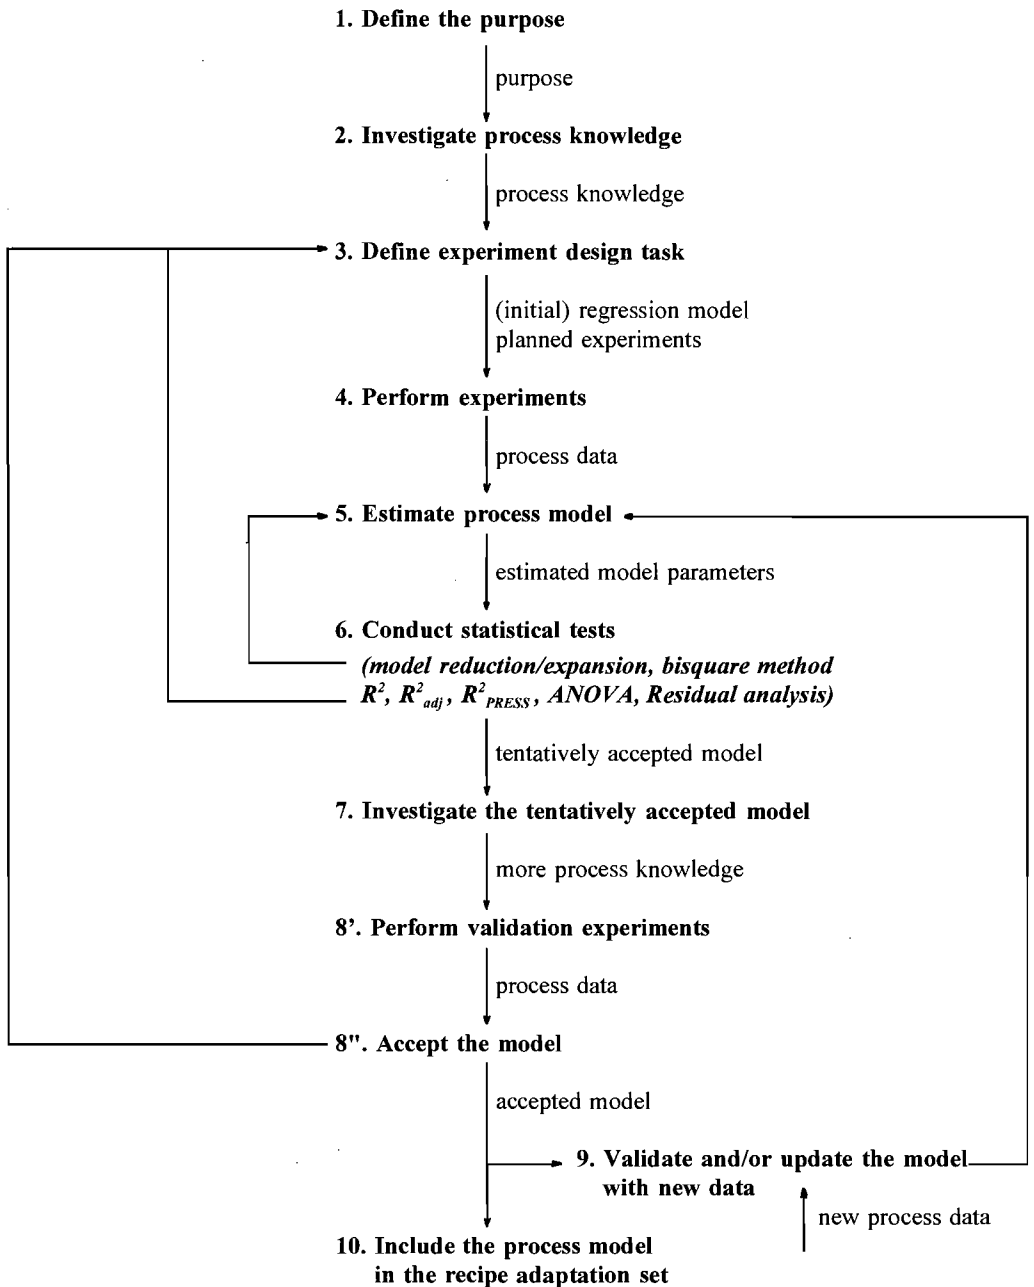 1. Define the purpose
purpose
2. Investigate process knowledge
process knowledge
3. Define experiment design task
(initial) regression model
planned experiments
4. Perform experiments
process data
5. Estimate process model
estimated model parameters
6. Conduct statistical tests
(model reduction/expansion, bisquare method
R², R²adj, R²PRESS, ANOVA, Residual analysis)
tentatively accepted model
7. Investigate the tentatively accepted model
more process knowledge
8'. Perform validation experiments
process data
8". Accept the model
accepted model
9. Validate and/or update the model
with new data
new process data
10. Include the process model
in the recipe adaptation set